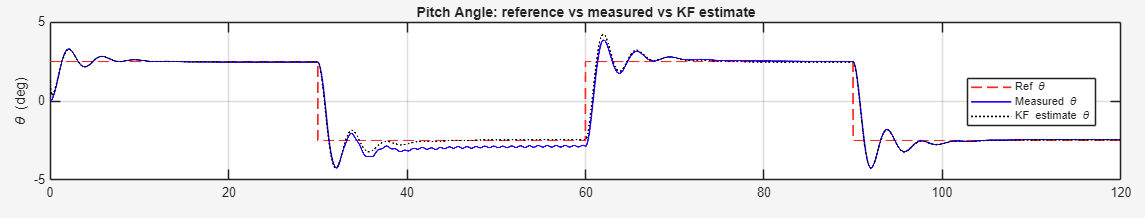 Pitch Angle: reference vs measured vs KF estimate
5
0
-5
θ (deg)
Ref θ
Measured θ
KF estimate θ
0 20 40 60 80 100 120